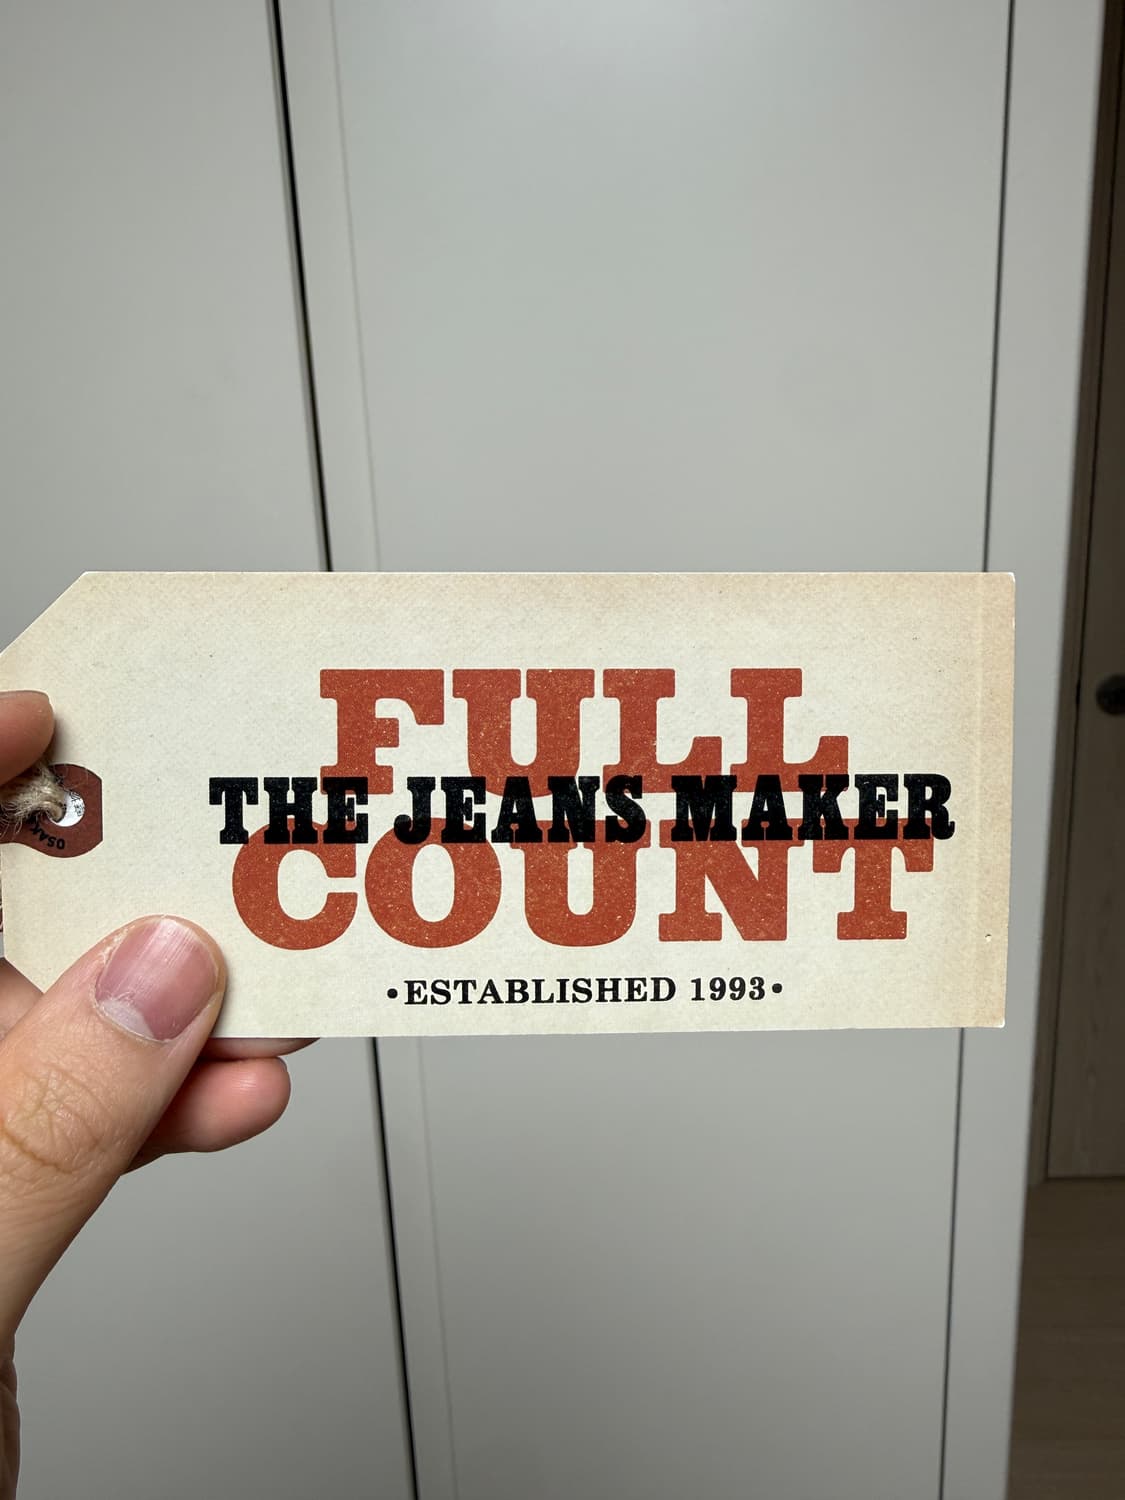 FULL
THE JEANS MAKER
COUNT
•ESTABLISHED 1993•